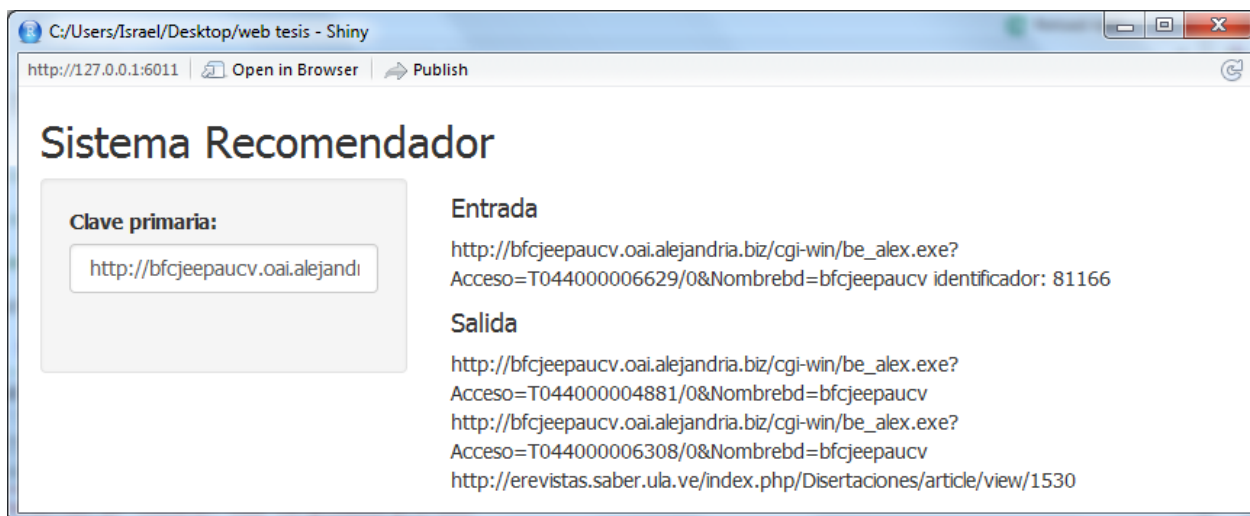 C:/Users/Israel/Desktop/web tesis - Shiny
http://127.0.0.1:6011 Open in Browser Publish
Sistema Recomendador
Clave primaria:
http://bfcjeepaucv.oai.alejandi
Entrada
http://bfcjeepaucv.oai.alejandria.biz/cgi-win/be_alex.exe?
Acceso=T044000006629/0&Nombrebd=bfcjeepaucv identificador: 81166
Salida
http://bfcjeepaucv.oai.alejandria.biz/cgi-win/be_alex.exe?
Acceso=T044000004881/0&Nombrebd=bfcjeepaucv
http://bfcjeepaucv.oai.alejandria.biz/cgi-win/be_alex.exe?
Acceso=T044000006308/0&Nombrebd=bfcjeepaucv
http://erevistas.saber.ula.ve/index.php/Disertaciones/article/view/1530